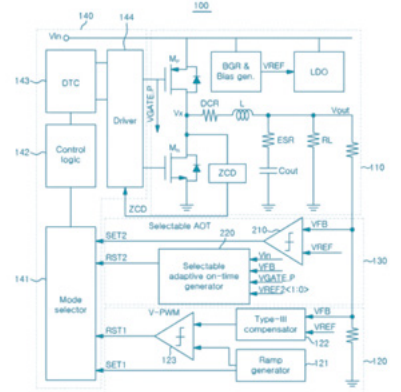 100
140
144
Vin
143
DTC
Driver
Mp
BGR &
Bias gen.
VREF
LDO
VGATE_P
Vx
DCR
L
Vout
142
Control
logic
Mn
ZCD
ESR
RL
Cout
110
ZCD
Selectable AOT
210
VFB
SET2
220
VREF
RST2
Selectable
adaptive on-time
generator
Vin
VFB
VGATE_P
VREF2<1:0>
130
141
Mode
selector
V-PWM
Type-III
compensator
VFB
VREF
122
RST1
123
Ramp
generator
121
120
SET1